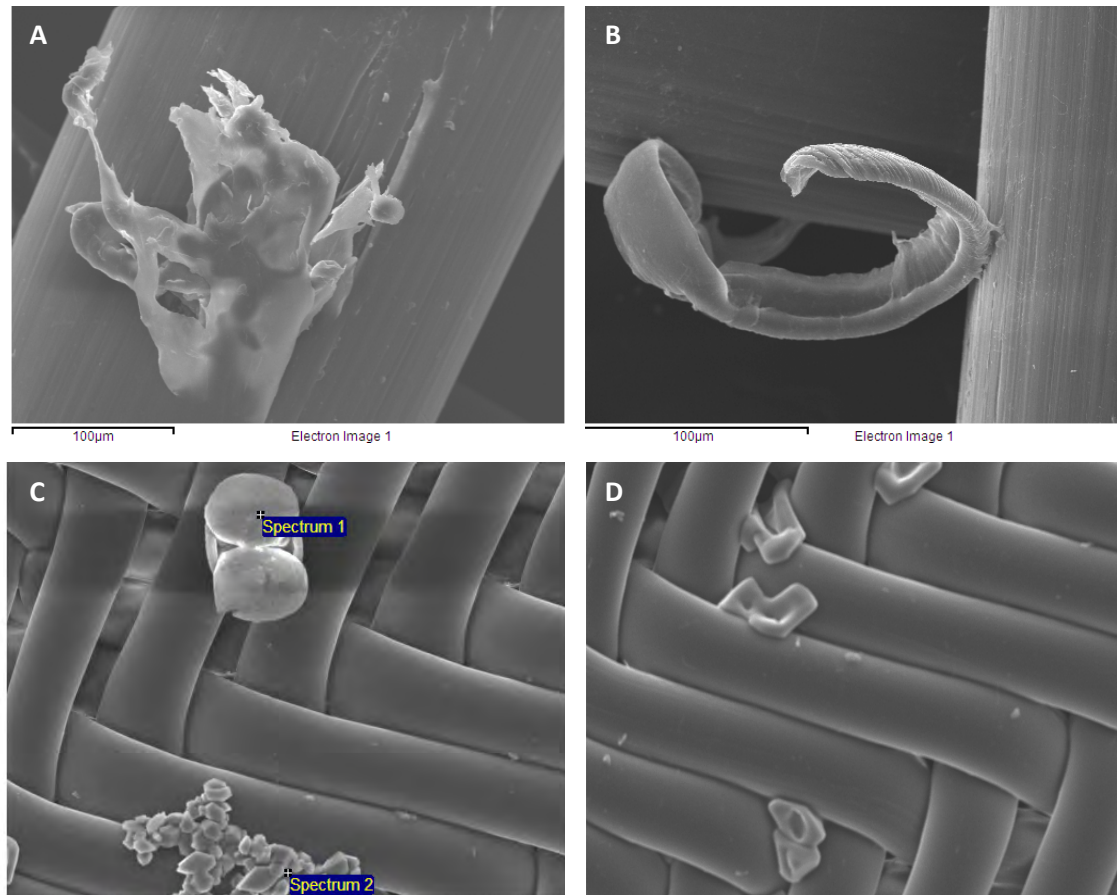 A
B
100µm
Electron Image 1
100µm
Electron Image 1
C
D
Spectrum 1
Spectrum 2